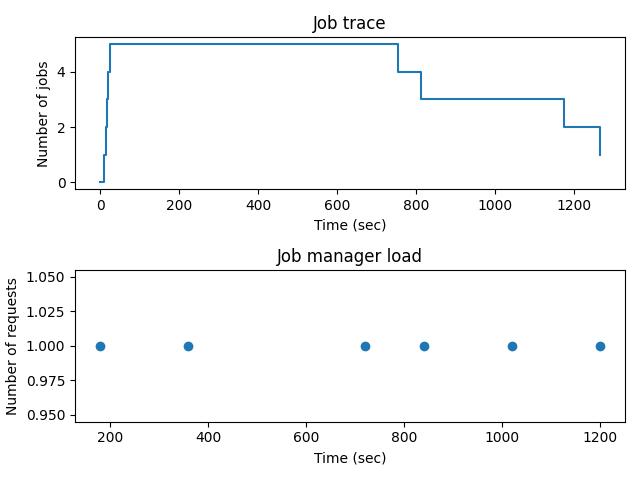 Job trace
Number of jobs
4
2
0
0 200 400 600 800 1000 1200
Time (sec)
Job manager load
Number of requests
1.050
1.025
1.000
0.975
0.950
200 400 600 800 1000 1200
Time (sec)